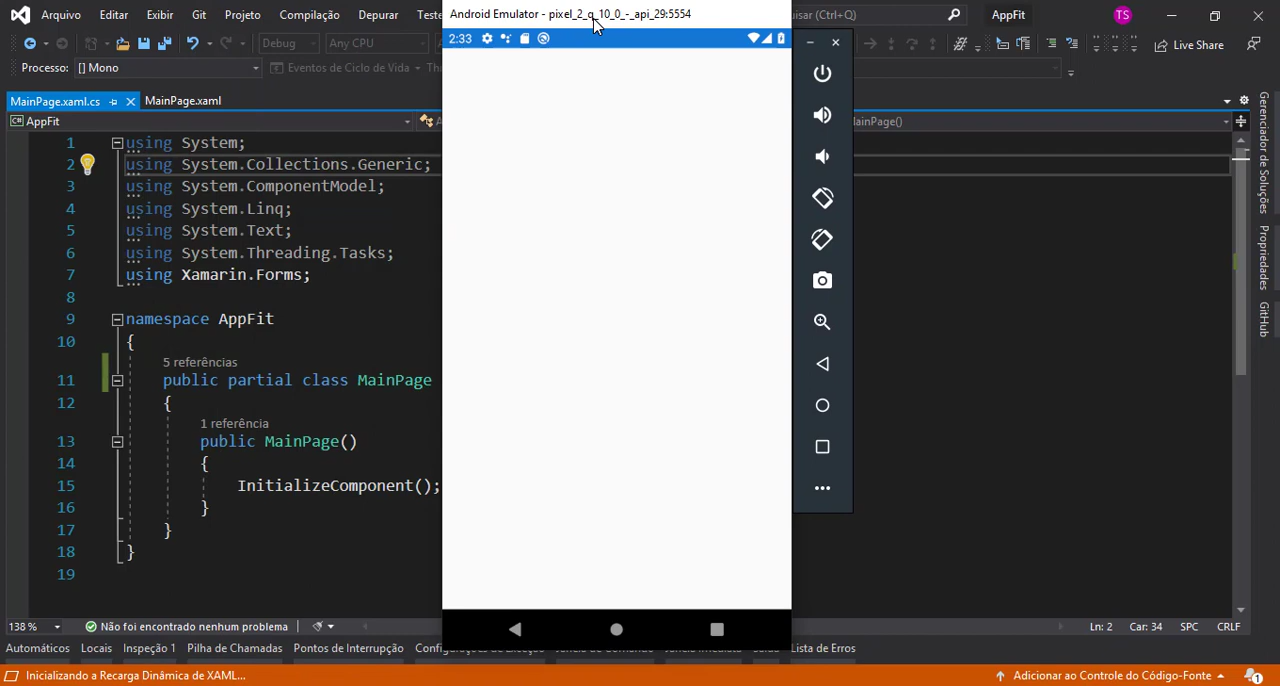 Arquivo
Editar
Exibir
Git
Projeto
Compilação
Depurar
Teste
Android Emulator - pixel_2_q_10_0_-_api_29:5554
uisar (Ctrl+Q)
AppFit
TS
2:33
Debug
Any CPU
Live Share
Processo:
[] Mono
Eventos de Ciclo de Vida
MainPage.xaml.cs
MainPage.xaml
AppFit
MainPage()
1 using System;
2 using System.Collections.Generic;
3 using System.ComponentModel;
4 using System.Linq;
5 using System.Text;
6 using System.Threading.Tasks;
7 using Xamarin.Forms;
8
9 namespace AppFit
10 {
5 referências
11 public partial class MainPage
12 {
1 referência
13 public MainPage()
14 {
15 InitializeComponent();
16 }
17 }
18 }
19
Gerenciador de Soluções
Propriedades
GitHub
138 %
Não foi encontrado nenhum problema
Ln: 2
Car: 34
SPC
CRLF
Automáticos
Locais
Inspeção 1
Pilha de Chamadas
Pontos de Interrupção
Lista de Erros
Inicializando a Recarga Dinâmica de XAML...
Adicionar ao Controle do Código-Fonte
1